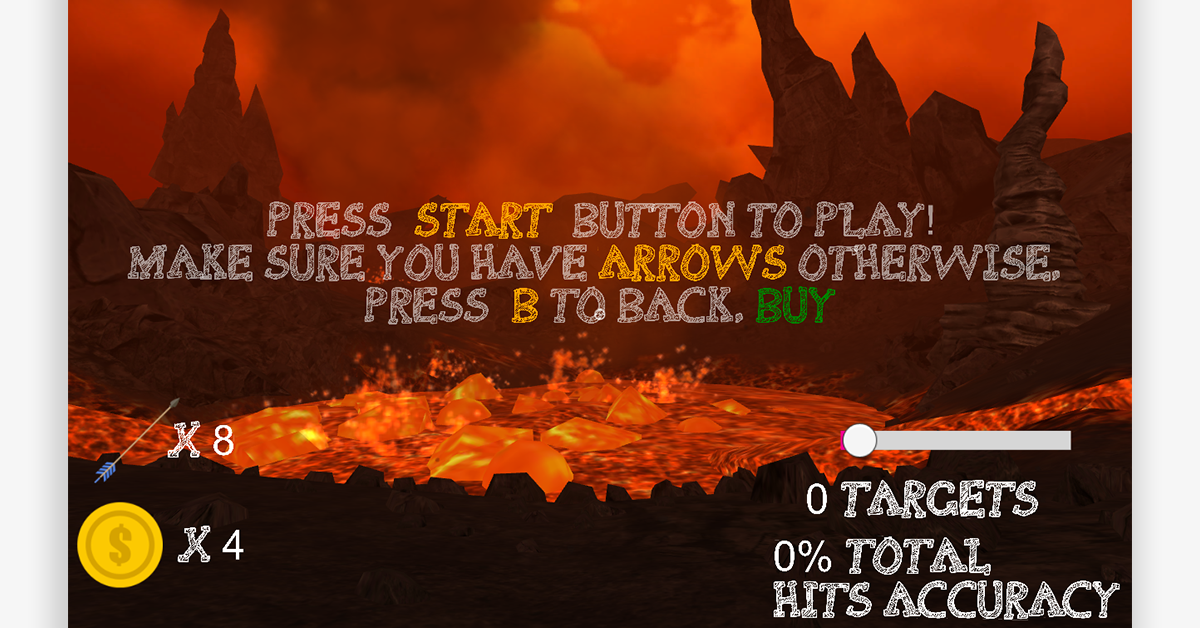 PRESS START BUTTON TO PLAY!
MAKE SURE YOU HAVE ARROWS OTHERWISE,
PRESS B TO BACK, BUY
X 8
$ X 4
0 TARGETS
0% TOTAL
HITS ACCURACY